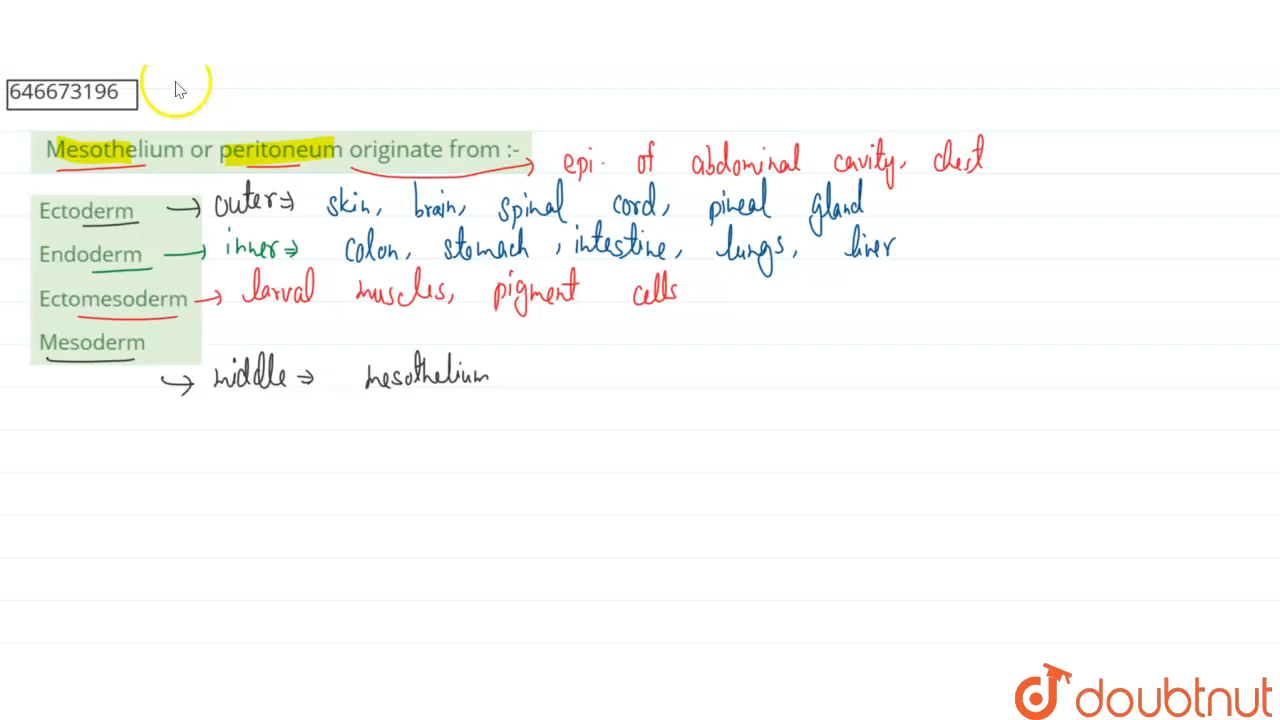 646673196
Mesothelium or peritoneum originate from :- → epi. of abdominal cavity, chest
Ectoderm → outer ⇒ skin, brain, spinal cord, pineal gland
Endoderm → inner ⇒ colon, stomach, intestine, lungs, liver
Ectomesoderm → larval muscles, pigment cells
Mesoderm
→ middle ⇒ mesothelium
doubtnut